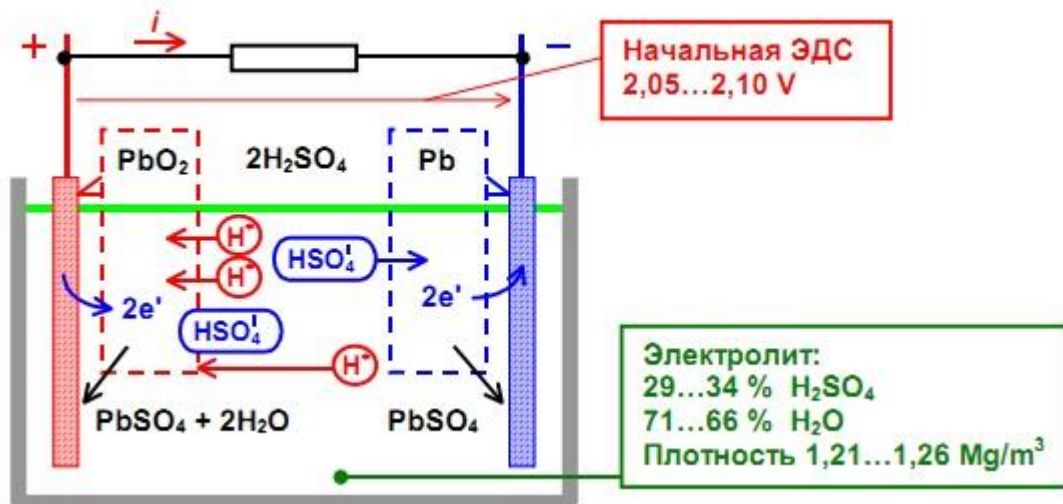 +
i
–
Начальная ЭДС
2,05...2,10 V
PbO₂
2H₂SO₄
Pb
H⁺
HSO₄'
H⁺
2e'
2e'
HSO₄'
H⁺
PbSO₄ + 2H₂O
PbSO₄
Электролит:
29...34 % H₂SO₄
71...66 % H₂O
Плотность 1,21...1,26 Mg/m³